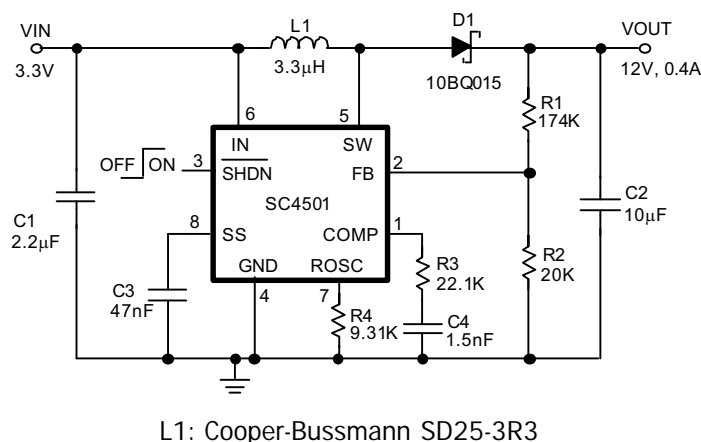 VIN
3.3V
L1
3.3μH
D1
10BQ015
VOUT
12V, 0.4A
R1
174K
6
5
IN
SW
OFF
ON
3
SHDN
FB
2
SC4501
C1
2.2μF
8
SS
COMP
1
C2
10μF
R3
22.1K
R2
20K
GND
ROSC
C3
47nF
4
7
R4
9.31K
C4
1.5nF
L1: Cooper-Bussmann SD25-3R3